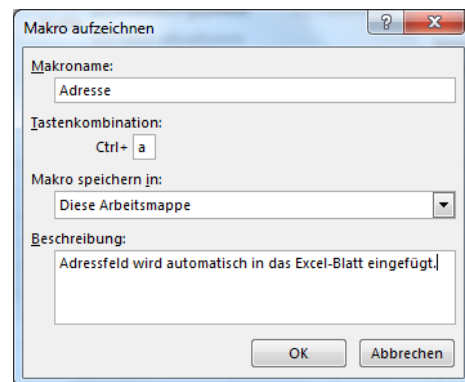 Makro aufzeichnen
Makroname:
Adresse
Tastenkombination:
Ctrl+ a
Makro speichern in:
Diese Arbeitsmappe
Beschreibung:
Adressfeld wird automatisch in das Excel-Blatt eingefügt.
OK Abbrechen